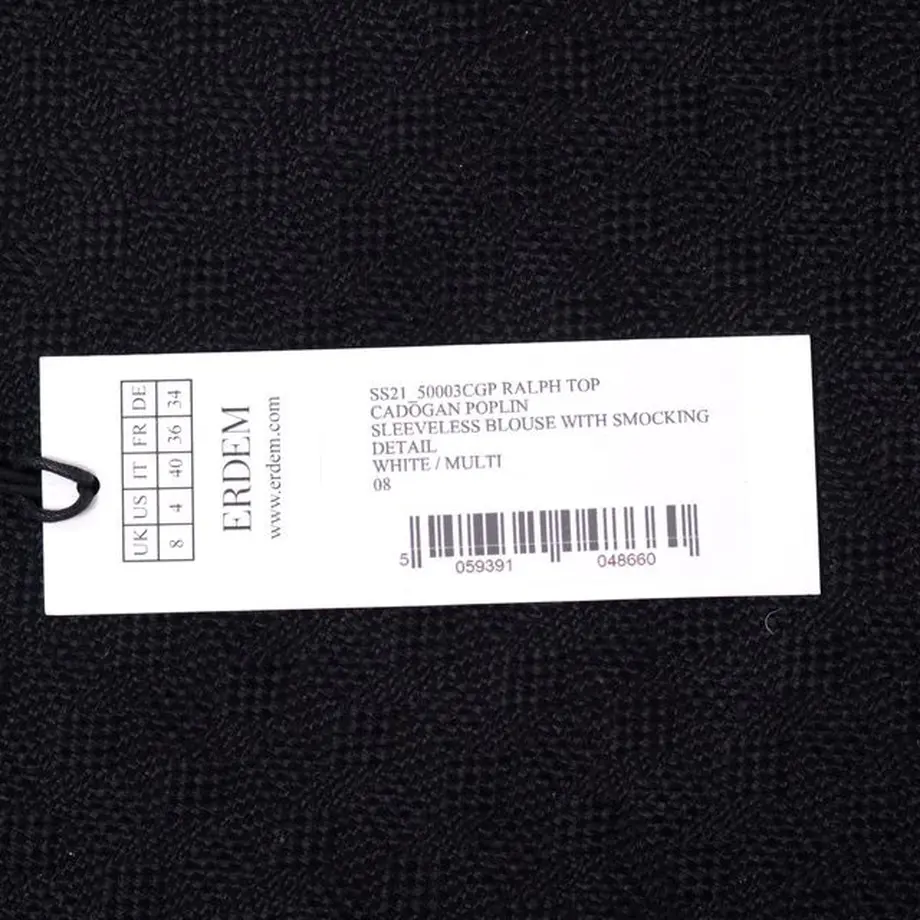 UK US IT FR DE
8 4 40 36 34
ERDEM
www.erdem.com
SS21_50003CGP RALPH TOP
CADOGAN POPLIN
SLEEVELESS BLOUSE WITH SMOCKING
DETAIL
WHITE / MULTI
08
5 059391 048660